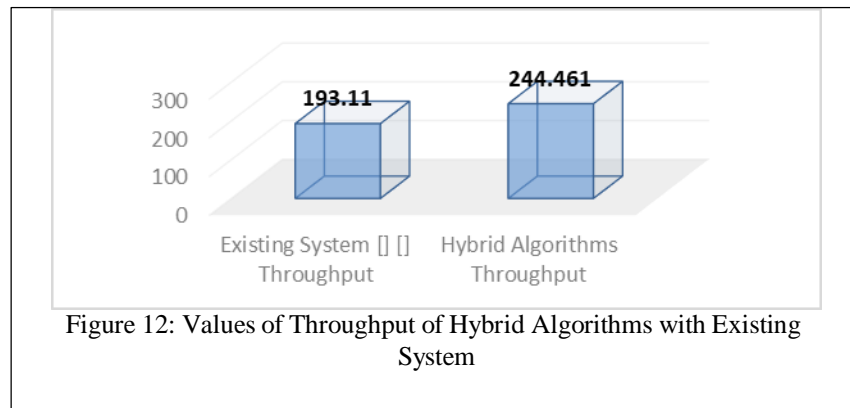 244.461
193.11
300
200
100
0
Existing System [] [] Hybrid Algorithms
Throughput Throughput
Figure 12: Values of Throughput of Hybrid Algorithms with Existing
System